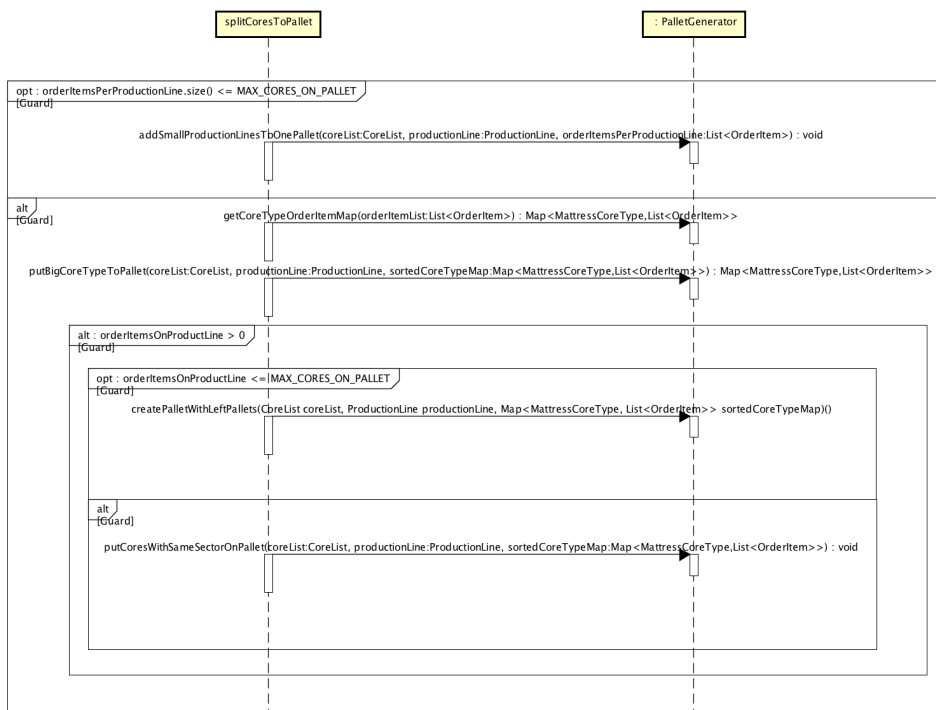 splitCoresToPallet
: PalletGenerator
opt : orderItemsPerProductionLine.size() <= MAX_CORES_ON_PALLET
[Guard]
addSmallProductionLinesToOnePallet(coreList:CoreList, productionLine:ProductionLine, orderItemsPerProductionLine:List<OrderItem>) : void
alt
[Guard]
getCoreTypeOrderItemMap(orderItemList:List<OrderItem>) : Map<MattressCoreType,List<OrderItem>>
putBigCoreTypeToPallet(coreList:CoreList, productionLine:ProductionLine, sortedCoreTypeMap:Map<MattressCoreType,List<OrderItem>>) : Map<MattressCoreType,List<OrderItem>>
alt : orderItemsOnProductLine > 0
[Guard]
opt : orderItemsOnProductLine <= MAX_CORES_ON_PALLET
[Guard]
createPalletWithLeftPallets(CoreList coreList, ProductionLine productionLine, Map<MattressCoreType, List<OrderItem>> sortedCoreTypeMap)()
alt
[Guard]
putCoresWithSameSectorOnPallet(coreList:CoreList, productionLine:ProductionLine, sortedCoreTypeMap:Map<MattressCoreType,List<OrderItem>>) : void